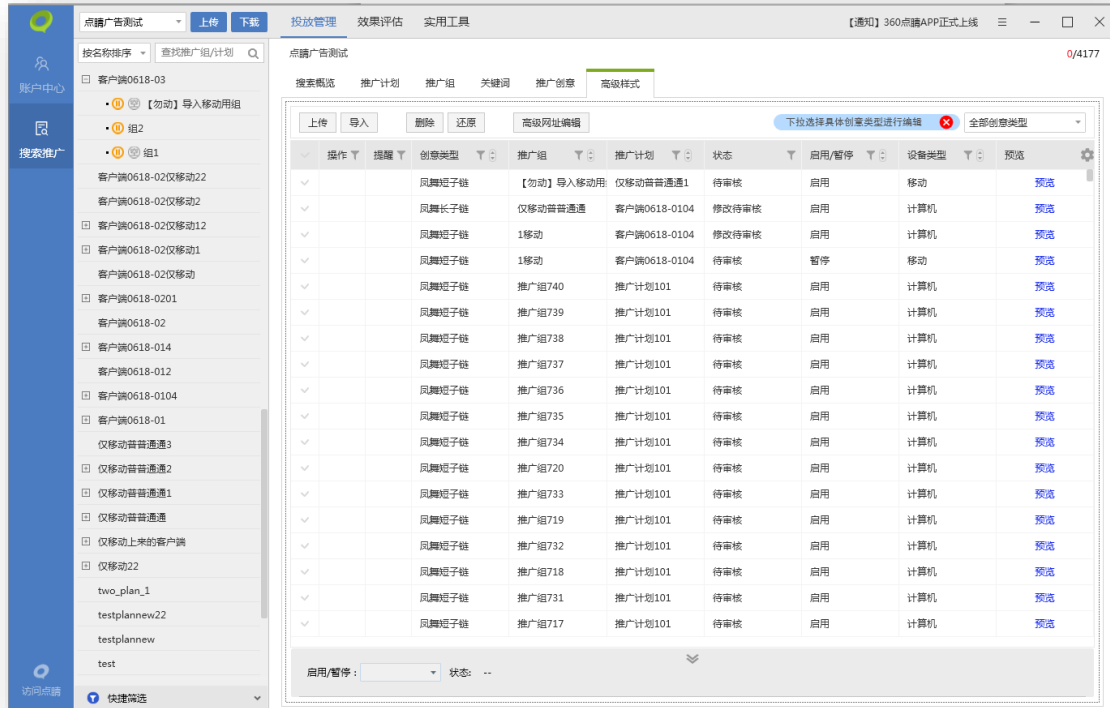 点睛广告测试 上传 下载 投放管理 效果评估 实用工具 【通知】360点睛APP正式上线
按名称排序 查找推广组/计划
账户中心
搜索推广
客户端0618-03
【勿动】导入移动用组
组2
组1
客户端0618-02仅移动22
客户端0618-02仅移动2
客户端0618-02仅移动12
客户端0618-02仅移动1
客户端0618-02仅移动
客户端0618-0201
客户端0618-02
客户端0618-014
客户端0618-012
客户端0618-0104
客户端0618-01
仅移动普普通通3
仅移动普普通通2
仅移动普普通通1
仅移动普普通通
仅移动上来的客户端
仅移动22
two_plan_1
testplannew22
testplannew
test
访问点睛
快捷筛选
点睛广告测试 0/4177
搜索概览 推广计划 推广组 关键词 推广创意 高级样式
上传 导入 删除 还原 高级网址编辑 下拉选择具体创意类型进行编辑 全部创意类型
操作 提醒 创意类型 推广组 推广计划 状态 启用/暂停 设备类型 预览
凤舞短子链 【勿动】导入移动用 仅移动普普通通1 待审核 启用 移动 预览
凤舞长子链 仅移动普普通通 客户端0618-0104 修改待审核 启用 计算机 预览
凤舞短子链 1移动 客户端0618-0104 修改待审核 启用 计算机 预览
凤舞短子链 1移动 客户端0618-0104 待审核 暂停 移动 预览
凤舞短子链 推广组740 推广计划101 待审核 启用 计算机 预览
凤舞短子链 推广组739 推广计划101 待审核 启用 计算机 预览
凤舞短子链 推广组738 推广计划101 待审核 启用 计算机 预览
凤舞短子链 推广组737 推广计划101 待审核 启用 计算机 预览
凤舞短子链 推广组736 推广计划101 待审核 启用 计算机 预览
凤舞短子链 推广组735 推广计划101 待审核 启用 计算机 预览
凤舞短子链 推广组734 推广计划101 待审核 启用 计算机 预览
凤舞短子链 推广组720 推广计划101 待审核 启用 计算机 预览
凤舞短子链 推广组733 推广计划101 待审核 启用 计算机 预览
凤舞短子链 推广组719 推广计划101 待审核 启用 计算机 预览
凤舞短子链 推广组732 推广计划101 待审核 启用 计算机 预览
凤舞短子链 推广组718 推广计划101 待审核 启用 计算机 预览
凤舞短子链 推广组731 推广计划101 待审核 启用 计算机 预览
凤舞短子链 推广组717 推广计划101 待审核 启用 计算机 预览
启用/暂停： 状态: --